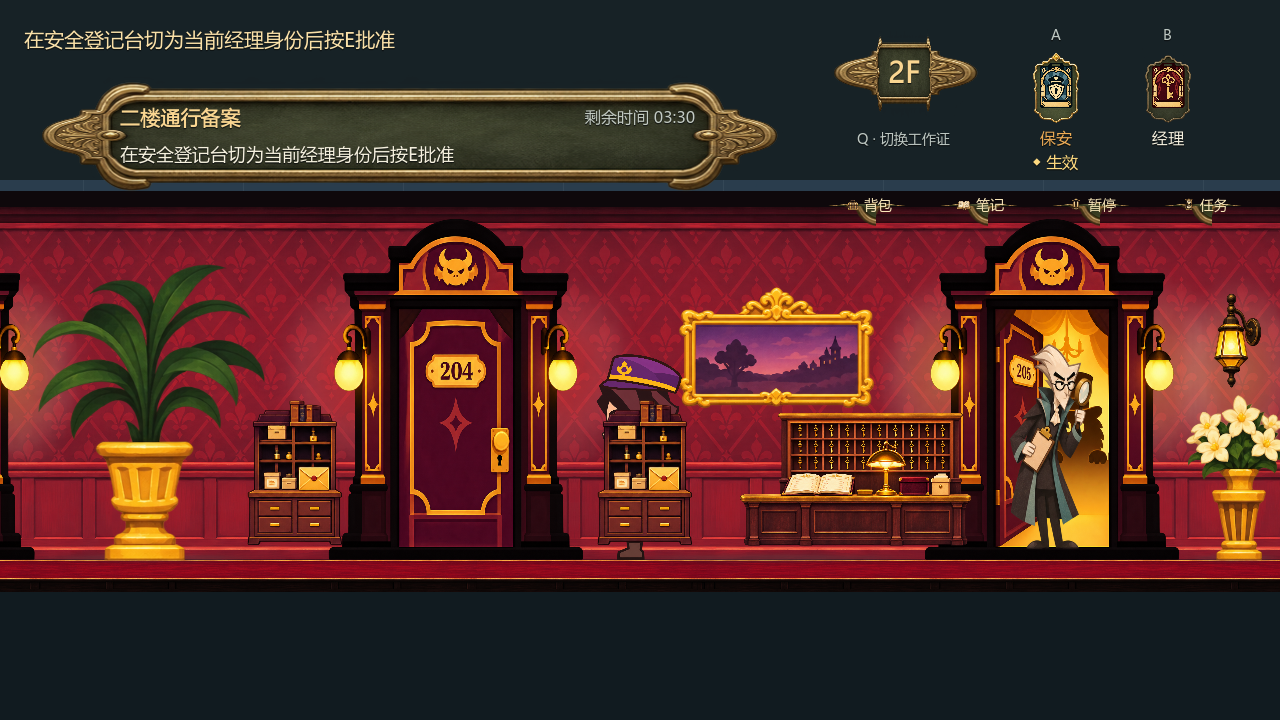 在安全登记台切为当前经理身份后按E批准
二楼通行备案
剩余时间 03:30
在安全登记台切为当前经理身份后按E批准
2F
Q · 切换工作证
A
保安
生效
B
经理
背包
笔记
暂停
任务
204
205